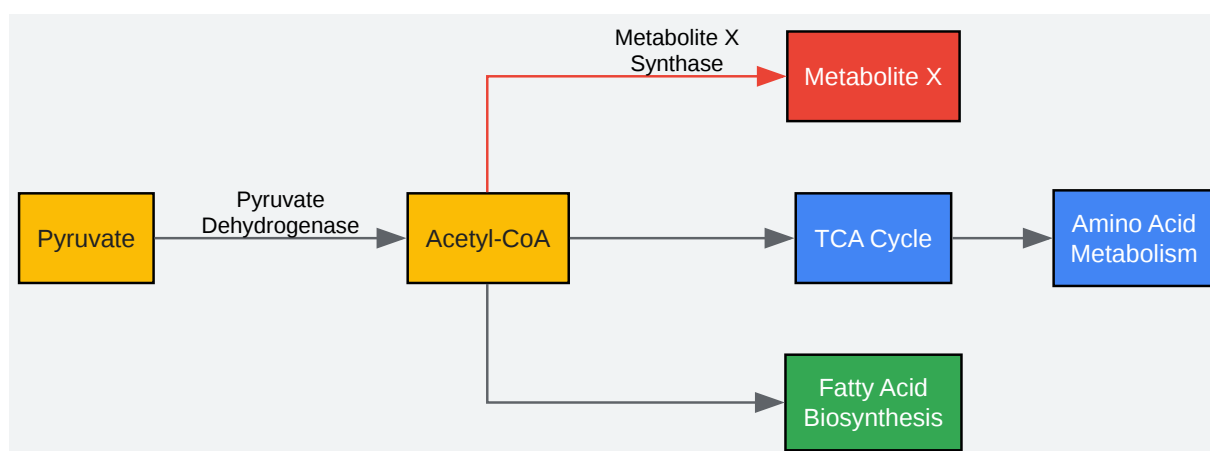 Metabolite X
Synthase
Metabolite X
Pyruvate
Pyruvate
Dehydrogenase
Acetyl-CoA
TCA Cycle
Amino Acid
Metabolism
Fatty Acid
Biosynthesis